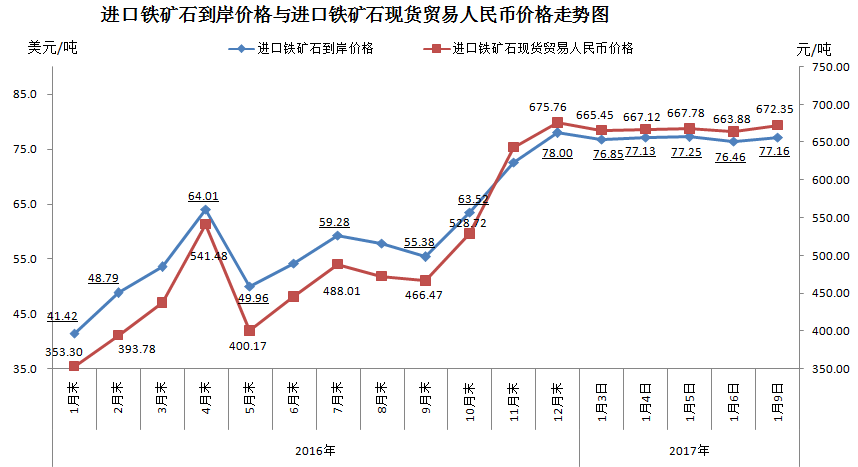 进口铁矿石到岸价格与进口铁矿石现货贸易人民币价格走势图
美元/吨
进口铁矿石到岸价格
进口铁矿石现货贸易人民币价格
元/吨
85.0
75.0
65.0
55.0
45.0
35.0
750.00
700.00
650.00
600.00
550.00
500.00
450.00
400.00
350.00
41.42
48.79
64.01
49.96
59.28
55.38
63.52
78.00
76.85
77.13
77.25
76.46
77.16
353.30
393.78
541.48
400.17
488.01
466.47
528.72
675.76
665.45
667.12
667.78
663.88
672.35
1月末
2月末
3月末
4月末
5月末
6月末
7月末
8月末
9月末
10月末
11月末
12月末
1月3日
1月4日
1月5日
1月6日
1月9日
2016年
2017年